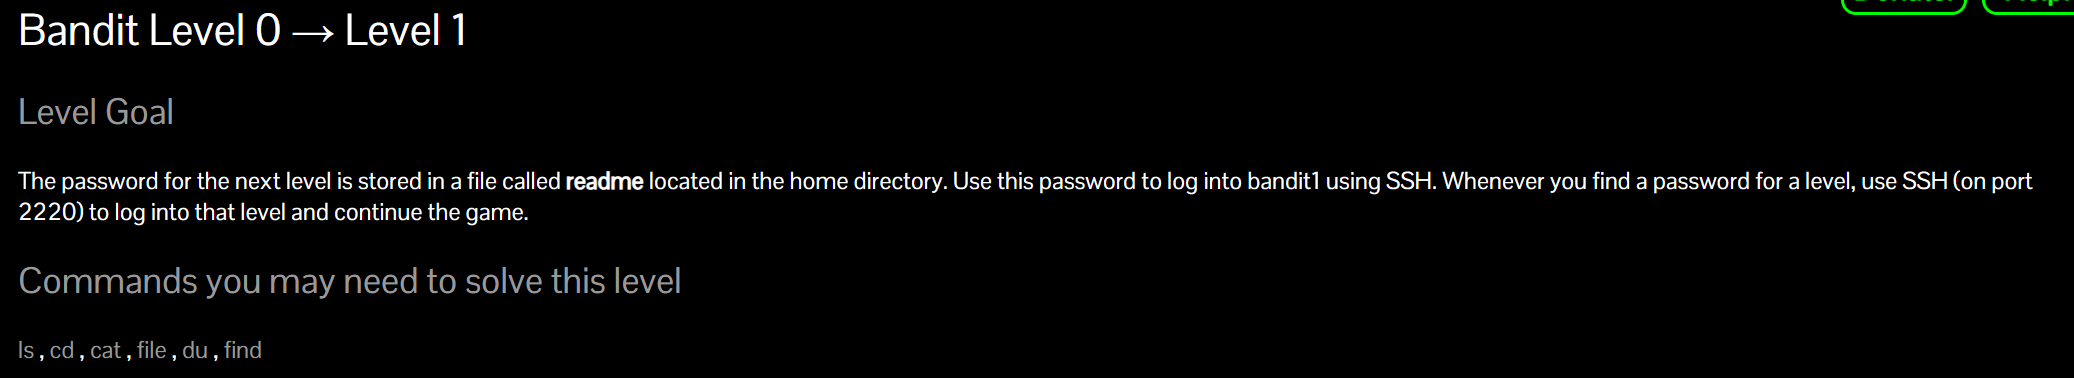 Bandit Level 0 → Level 1
Level Goal
The password for the next level is stored in a file called readme located in the home directory. Use this password to log into bandit1 using SSH. Whenever you find a password for a level, use SSH (on port
2220) to log into that level and continue the game.
Commands you may need to solve this level
ls , cd , cat , file , du , find